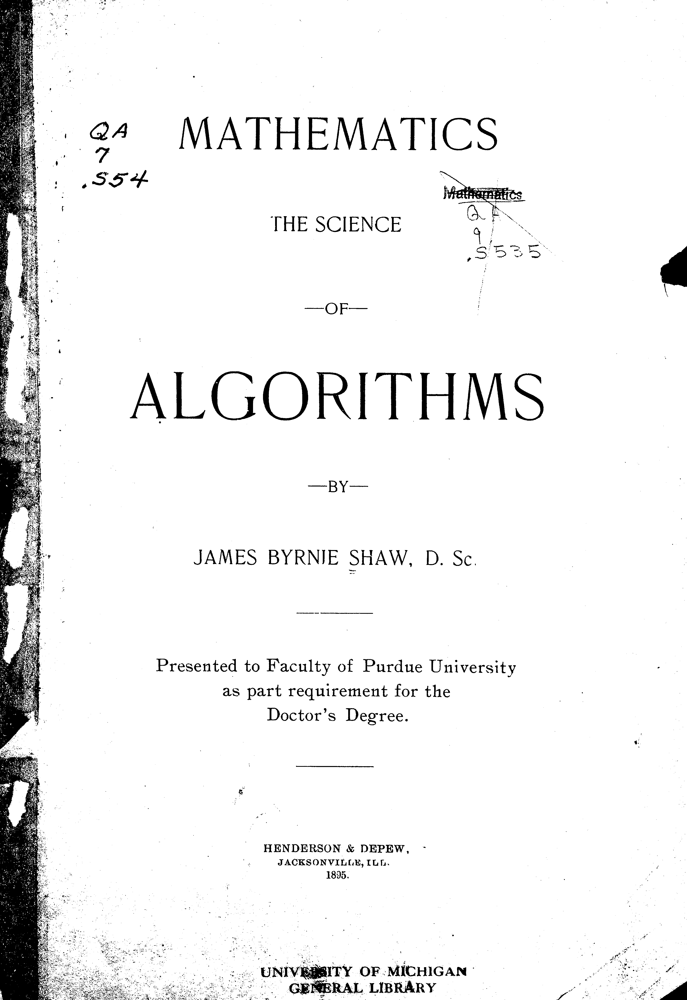 MATHEMATICS
QA
7
.S54
Mathematics
QA
9
.S535
THE SCIENCE
—OF—
ALGORITHMS
—BY—
JAMES BYRNIE SHAW, D. Sc.
Presented to Faculty of Purdue University
as part requirement for the
Doctor's Degree.
HENDERSON & DEPEW,
JACKSONVILLE, ILL.
1895.
UNIVERSITY OF MICHIGAN
GENERAL LIBRARY